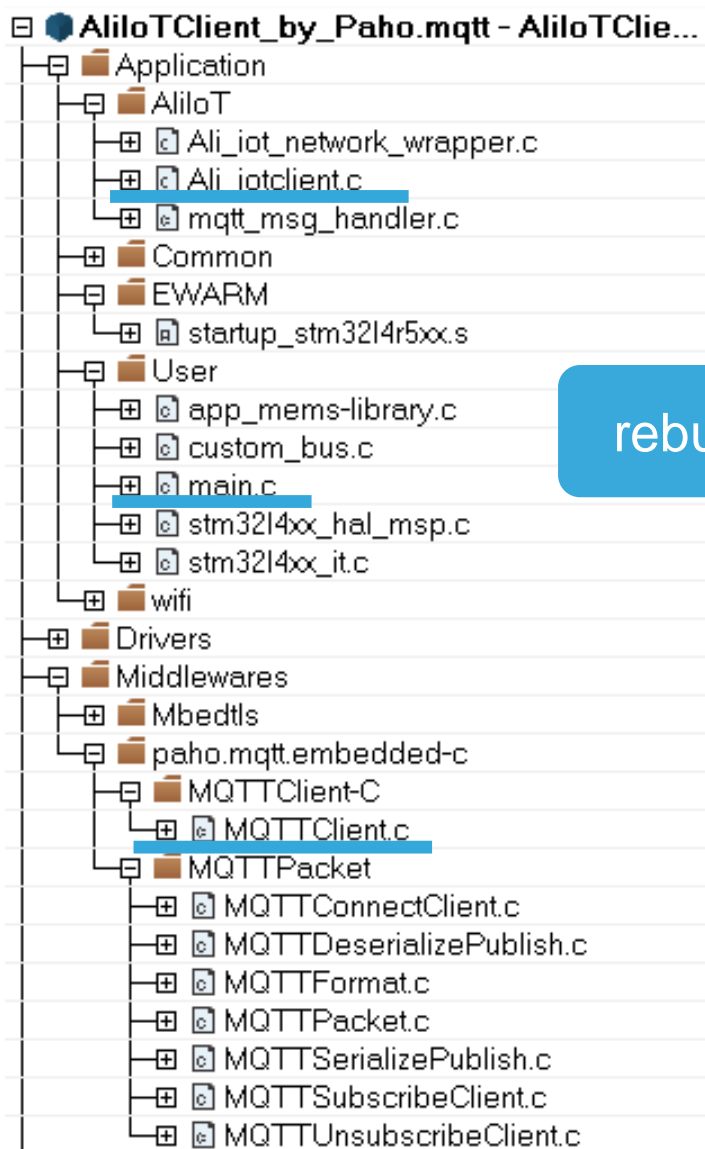 AliIoTClient_by_Paho.mqtt - AliIoTClie...
Application
AliIoT
Ali_iot_network_wrapper.c
Ali_iotclient.c
mqtt_msg_handler.c
Common
EWARM
startup_stm32l4r5xx.s
User
app_mems-library.c
rebu
custom_bus.c
main.c
stm32l4xx_hal_msp.c
stm32l4xx_it.c
wifi
Drivers
Middlewares
Mbedtls
paho.mqtt.embedded-c
MQTTClient-C
MQTTClient.c
MQTTPacket
MQTTConnectClient.c
MQTTDeserializePublish.c
MQTTFormat.c
MQTTPacket.c
MQTTSerializePublish.c
MQTTSubscribeClient.c
MQTTUnsubscribeClient.c